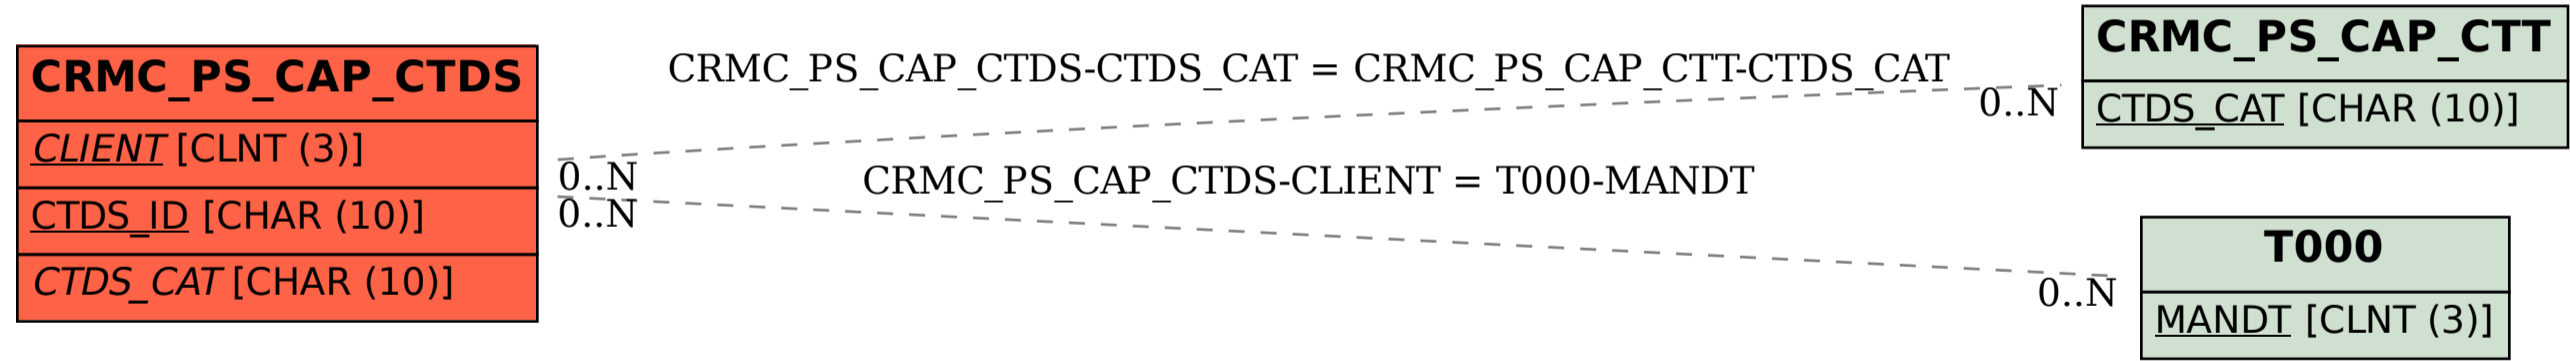 CRMC_PS_CAP_CTDS
CLIENT [CLNT (3)]
CTDS_ID [CHAR (10)]
CTDS_CAT [CHAR (10)]
CRMC_PS_CAP_CTDS-CTDS_CAT = CRMC_PS_CAP_CTT-CTDS_CAT
0..N
0..N
CRMC_PS_CAP_CTDS-CLIENT = T000-MANDT
0..N
0..N
CRMC_PS_CAP_CTT
CTDS_CAT [CHAR (10)]
T000
MANDT [CLNT (3)]